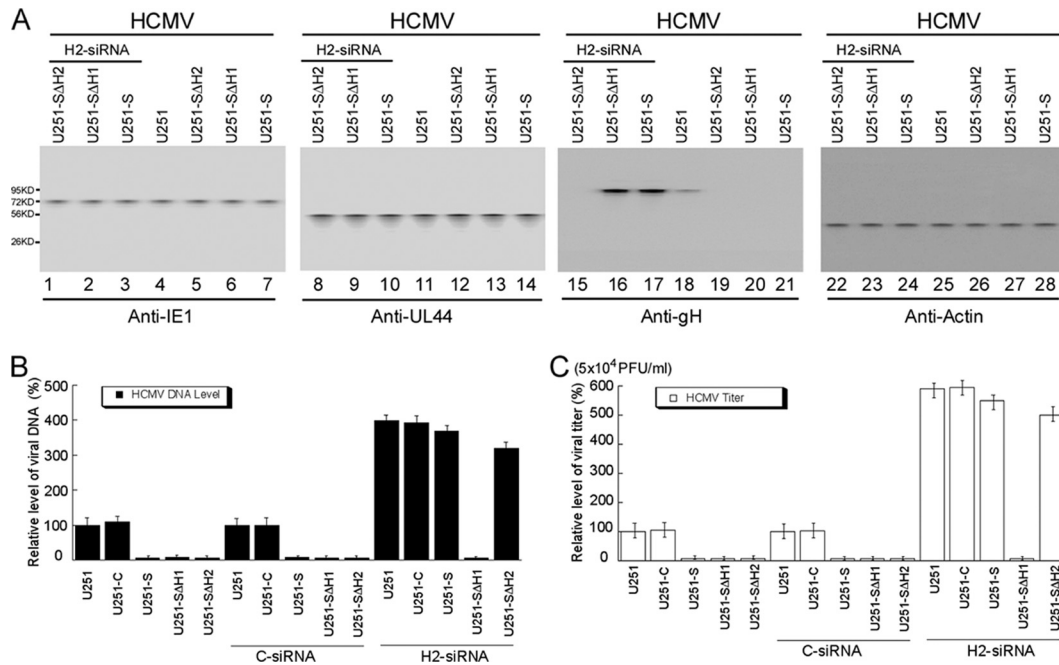 A
HCMV HCMV HCMV HCMV
H2-siRNA H2-siRNA H2-siRNA H2-siRNA
U251-SΔH2 U251-SΔH1 U251-S U251 U251-SΔH2 U251-SΔH1 U251-S
U251-SΔH2 U251-SΔH1 U251-S U251 U251-SΔH2 U251-SΔH1 U251-S
U251-SΔH2 U251-SΔH1 U251-S U251 U251-SΔH2 U251-SΔH1 U251-S
U251-SΔH2 U251-SΔH1 U251-S U251 U251-SΔH2 U251-SΔH1 U251-S
95KD
72KD
56KD
26KD
1 2 3 4 5 6 7 8 9 10 11 12 13 14 15 16 17 18 19 20 21 22 23 24 25 26 27 28
Anti-IE1 Anti-UL44 Anti-gH Anti-Actin
B
Relative level of viral DNA (%)
500
400
300
200
100
0
HCMV DNA Level
U251 U251-C U251-S U251-SΔH1 U251-SΔH2 U251 U251-C U251-S U251-SΔH1 U251-SΔH2 U251 U251-C U251-S U251-SΔH1 U251-SΔH2
C-siRNA H2-siRNA
C
(5x10⁴ PFU/ml)
Relative level of viral titer (%)
600
500
400
300
200
100
0
HCMV Titer
U251 U251-C U251-S U251-SΔH1 U251-SΔH2 U251 U251-C U251-S U251-SΔH1 U251-SΔH2 U251 U251-C U251-S U251-SΔH1 U251-SΔH2
C-siRNA H2-siRNA